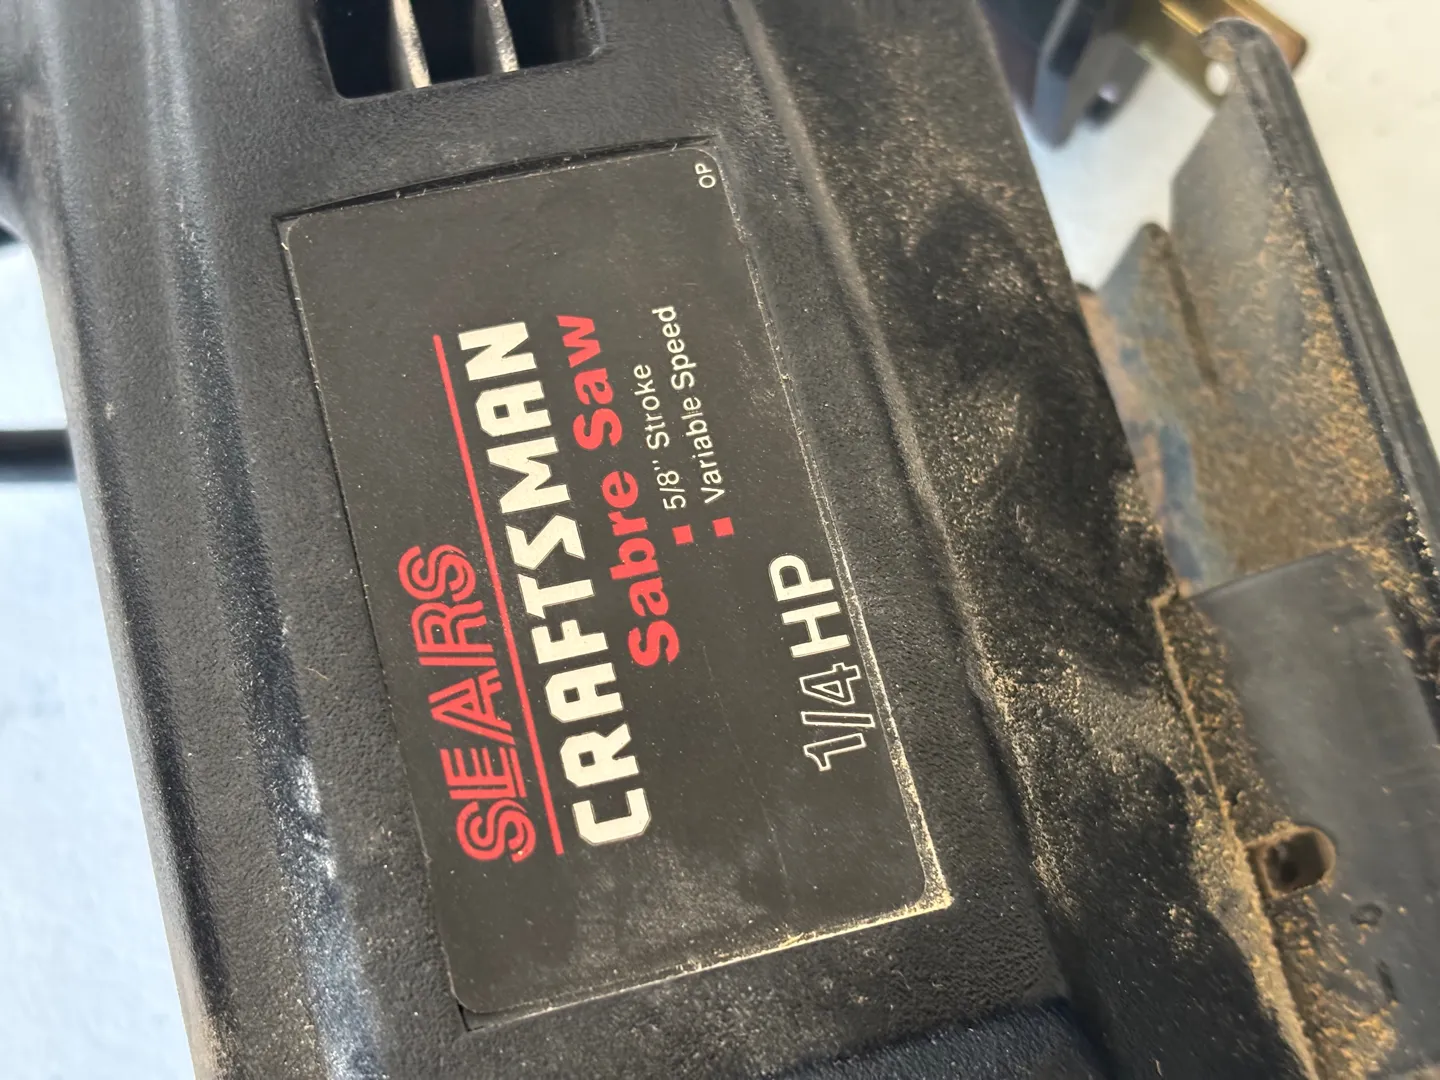 SEARS
CRAFTSMAN
Sabre Saw
5/8" Stroke
Variable Speed
1/4 HP
OP